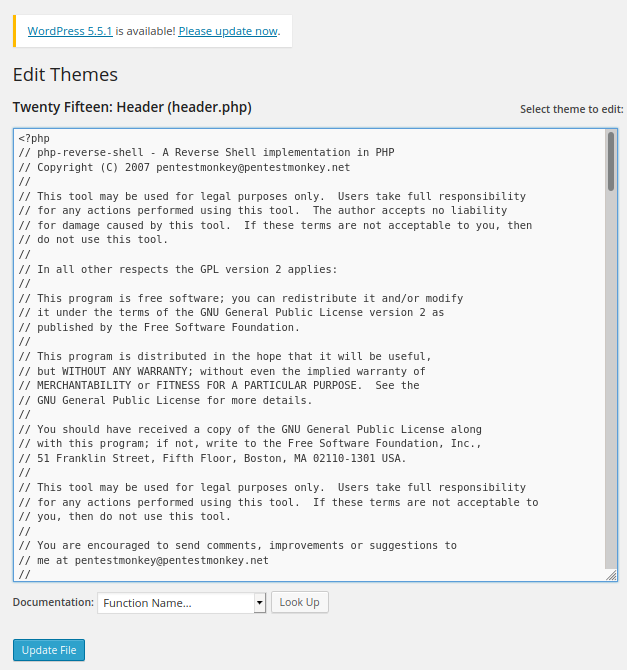 WordPress 5.5.1 is available! Please update now.
Edit Themes
Twenty Fifteen: Header (header.php)
Select theme to edit:
<?php
// php-reverse-shell - A Reverse Shell implementation in PHP
// Copyright (C) 2007 pentestmonkey@pentestmonkey.net
//
// This tool may be used for legal purposes only.  Users take full responsibility
// for any actions performed using this tool.  The author accepts no liability
// for damage caused by this tool.  If these terms are not acceptable to you, then
// do not use this tool.
//
// In all other respects the GPL version 2 applies:
//
// This program is free software; you can redistribute it and/or modify
// it under the terms of the GNU General Public License version 2 as
// published by the Free Software Foundation.
//
// This program is distributed in the hope that it will be useful,
// but WITHOUT ANY WARRANTY; without even the implied warranty of
// MERCHANTABILITY or FITNESS FOR A PARTICULAR PURPOSE.  See the
// GNU General Public License for more details.
//
// You should have received a copy of the GNU General Public License along
// with this program; if not, write to the Free Software Foundation, Inc.,
// 51 Franklin Street, Fifth Floor, Boston, MA 02110-1301 USA.
//
// This tool may be used for legal purposes only.  Users take full responsibility
// for any actions performed using this tool.  If these terms are not acceptable to
// you, then do not use this tool.
//
// You are encouraged to send comments, improvements or suggestions to
// me at pentestmonkey@pentestmonkey.net
//
Documentation: Function Name... Look Up
Update File